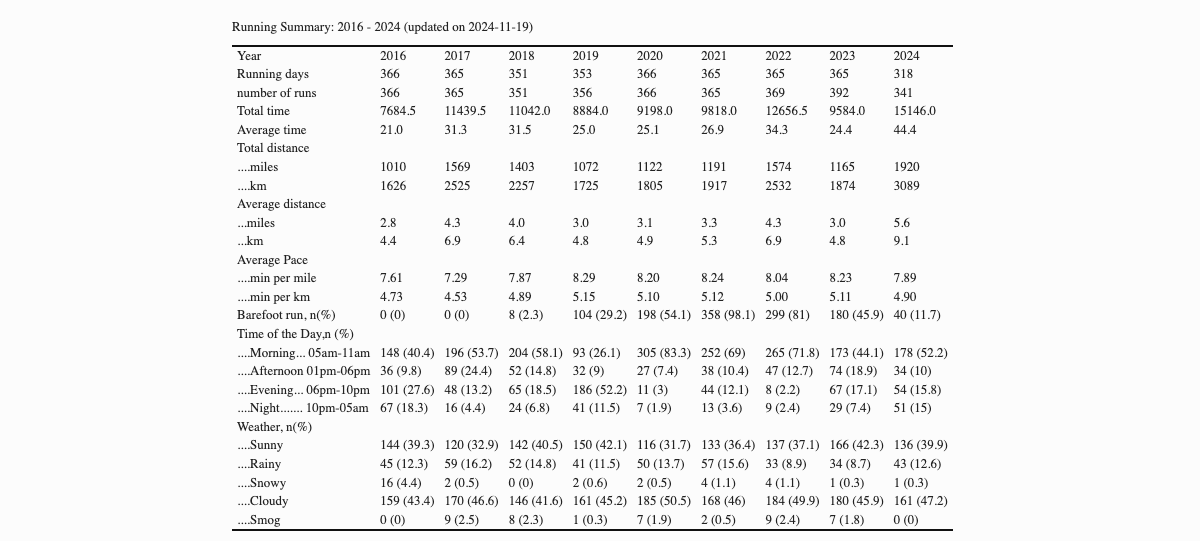 Running Summary: 2016 - 2024 (updated on 2024-11-19)
Year 2016 2017 2018 2019 2020 2021 2022 2023 2024
Running days 366 365 351 353 366 365 365 365 318
number of runs 366 365 351 356 366 365 369 392 341
Total time 7684.5 11439.5 11042.0 8884.0 9198.0 9818.0 12656.5 9584.0 15146.0
Average time 21.0 31.3 31.5 25.0 25.1 26.9 34.3 24.4 44.4
Total distance
....miles 1010 1569 1403 1072 1122 1191 1574 1165 1920
....km 1626 2525 2257 1725 1805 1917 2532 1874 3089
Average distance
...miles 2.8 4.3 4.0 3.0 3.1 3.3 4.3 3.0 5.6
...km 4.4 6.9 6.4 4.8 4.9 5.3 6.9 4.8 9.1
Average Pace
....min per mile 7.61 7.29 7.87 8.29 8.20 8.24 8.04 8.23 7.89
....min per km 4.73 4.53 4.89 5.15 5.10 5.12 5.00 5.11 4.90
Barefoot run, n(%) 0 (0) 0 (0) 8 (2.3) 104 (29.2) 198 (54.1) 358 (98.1) 299 (81) 180 (45.9) 40 (11.7)
Time of the Day,n (%)
....Morning... 05am-11am 148 (40.4) 196 (53.7) 204 (58.1) 93 (26.1) 305 (83.3) 252 (69) 265 (71.8) 173 (44.1) 178 (52.2)
....Afternoon 01pm-06pm 36 (9.8) 89 (24.4) 52 (14.8) 32 (9) 27 (7.4) 38 (10.4) 47 (12.7) 74 (18.9) 34 (10)
....Evening... 06pm-10pm 101 (27.6) 48 (13.2) 65 (18.5) 186 (52.2) 11 (3) 44 (12.1) 8 (2.2) 67 (17.1) 54 (15.8)
....Night....... 10pm-05am 67 (18.3) 16 (4.4) 24 (6.8) 41 (11.5) 7 (1.9) 13 (3.6) 9 (2.4) 29 (7.4) 51 (15)
Weather, n(%)
....Sunny 144 (39.3) 120 (32.9) 142 (40.5) 150 (42.1) 116 (31.7) 133 (36.4) 137 (37.1) 166 (42.3) 136 (39.9)
....Rainy 45 (12.3) 59 (16.2) 52 (14.8) 41 (11.5) 50 (13.7) 57 (15.6) 33 (8.9) 34 (8.7) 43 (12.6)
....Snowy 16 (4.4) 2 (0.5) 0 (0) 2 (0.6) 2 (0.5) 4 (1.1) 4 (1.1) 1 (0.3) 1 (0.3)
....Cloudy 159 (43.4) 170 (46.6) 146 (41.6) 161 (45.2) 185 (50.5) 168 (46) 184 (49.9) 180 (45.9) 161 (47.2)
....Smog 0 (0) 9 (2.5) 8 (2.3) 1 (0.3) 7 (1.9) 2 (0.5) 9 (2.4) 7 (1.8) 0 (0)